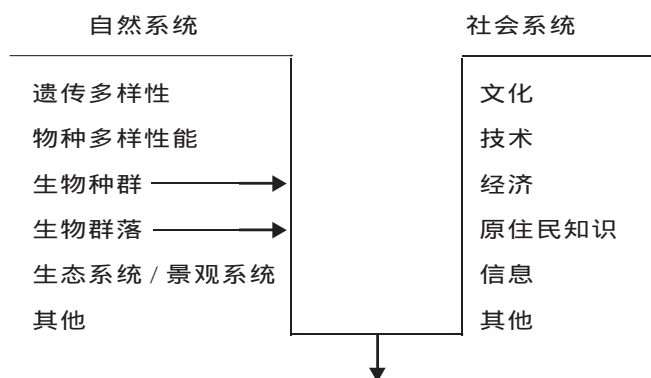 自然系统
遗传多样性
物种多样性能
生物种群
生物群落
生态系统 / 景观系统
其他
社会系统
文化
技术
经济
原住民知识
信息
其他